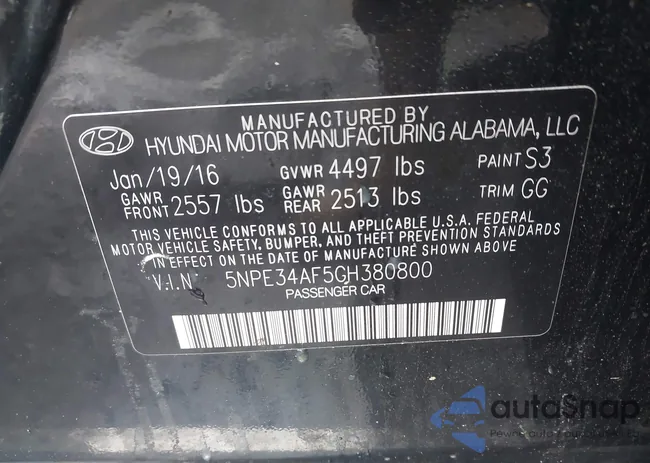 MANUFACTURED BY
HYUNDAI MOTOR MANUFACTURING ALABAMA, LLC
Jan/19/16 GVWR 4497 lbs PAINT S3
GAWR FRONT 2557 lbs GAWR REAR 2513 lbs TRIM GG
THIS VEHICLE CONFORMS TO ALL APPLICABLE U.S.A. FEDERAL
MOTOR VEHICLE SAFETY, BUMPER, AND THEFT PREVENTION STANDARDS
IN EFFECT ON THE DATE OF MANUFACTURE SHOWN ABOVE
V.I.N. 5NPE34AF5GH380800
PASSENGER CAR
autoSnap